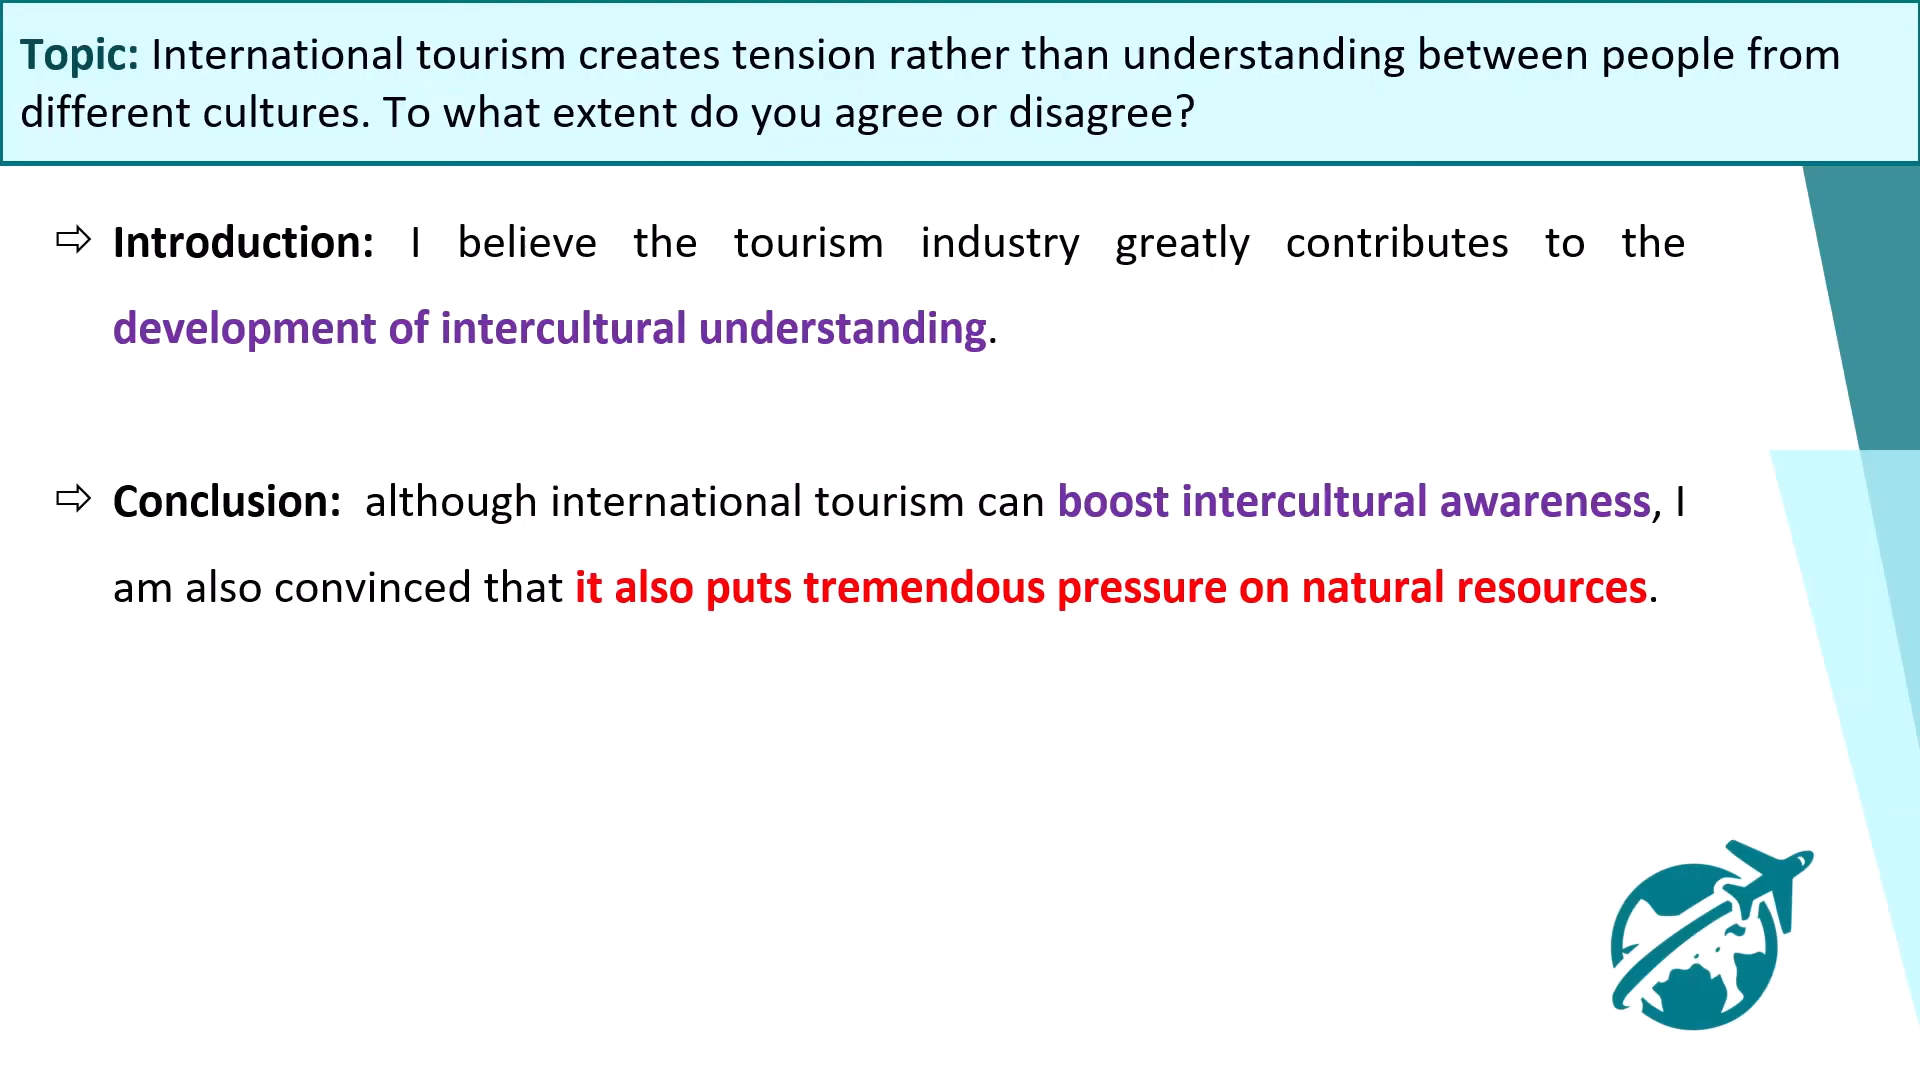 Topic: International tourism creates tension rather than understanding between people from
different cultures. To what extent do you agree or disagree?
⇨ Introduction: I believe the tourism industry greatly contributes to the
development of intercultural understanding.
⇨ Conclusion: although international tourism can boost intercultural awareness, I
am also convinced that it also puts tremendous pressure on natural resources.